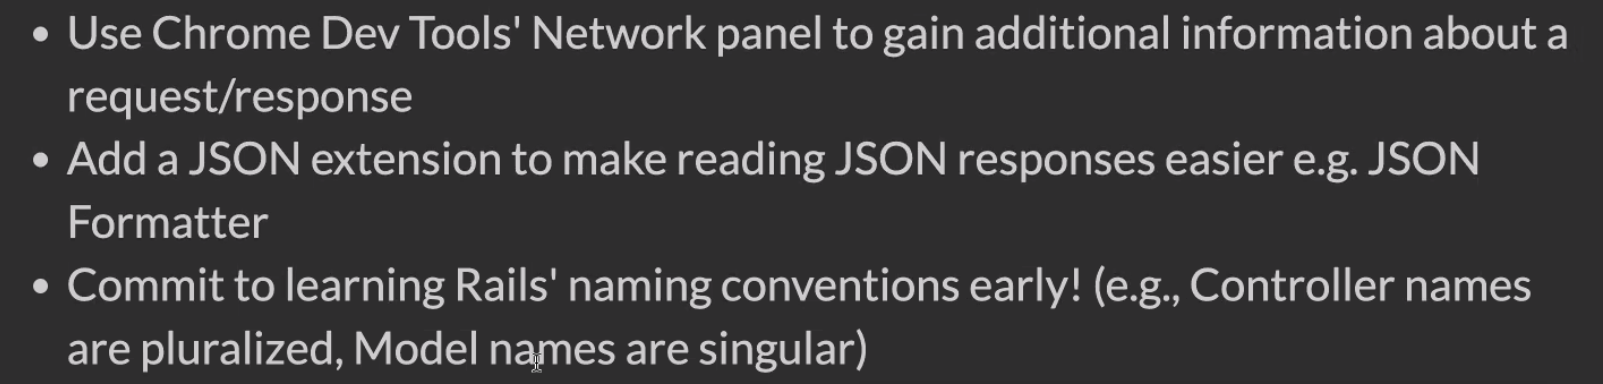 • Use Chrome Dev Tools' Network panel to gain additional information about a
request/response
• Add a JSON extension to make reading JSON responses easier e.g. JSON
Formatter
• Commit to learning Rails' naming conventions early! (e.g., Controller names
are pluralized, Model names are singular)